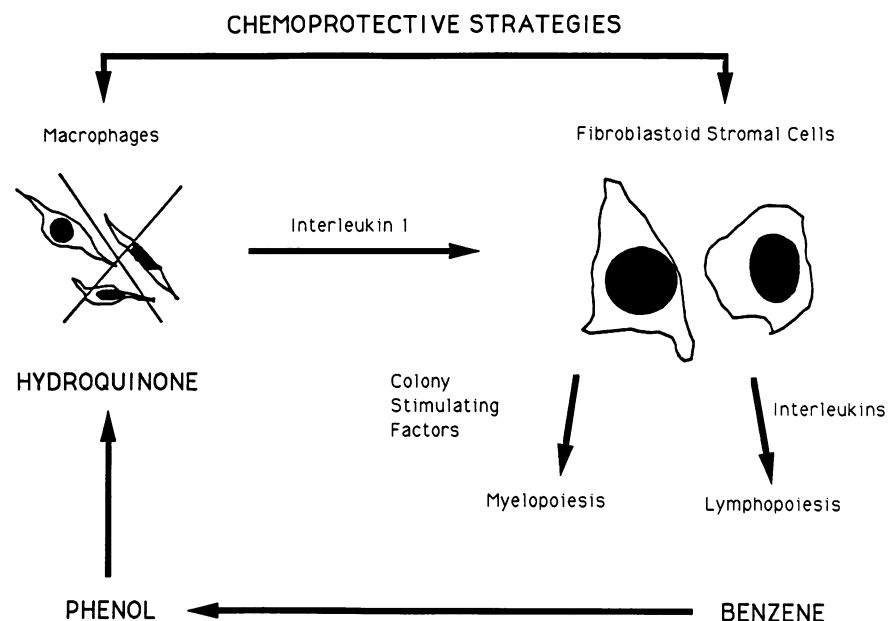 CHEMOPROTECTIVE STRATEGIES
Macrophages
Fibroblastoid Stromal Cells
Interleukin 1
HYDROQUINONE
Colony
Stimulating
Factors
Interleukins
Myelopoiesis
Lymphopoiesis
PHENOL
BENZENE